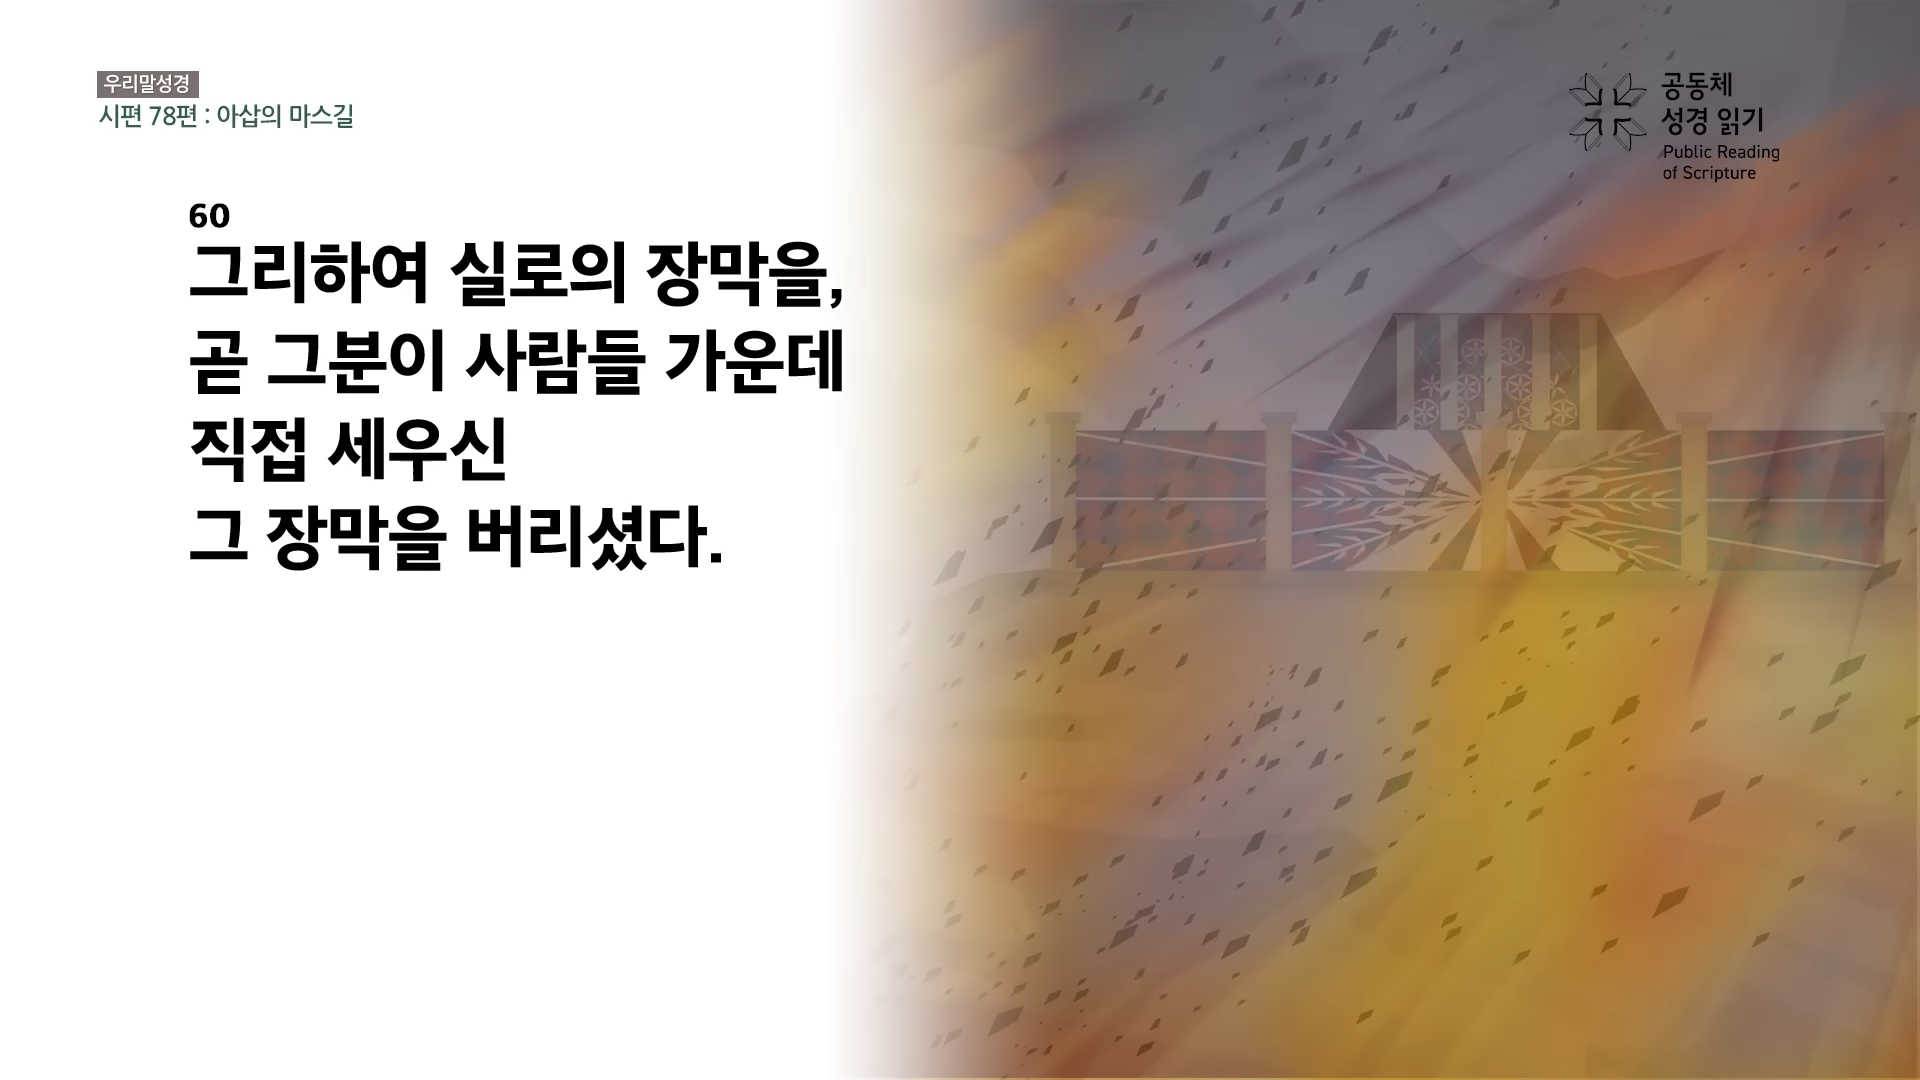 우리말성경
시편 78편 : 아삽의 마스길
공동체
성경 읽기
Public Reading
of Scripture
60
그리하여 실로의 장막을,
곧 그분이 사람들 가운데
직접 세우신
그 장막을 버리셨다.